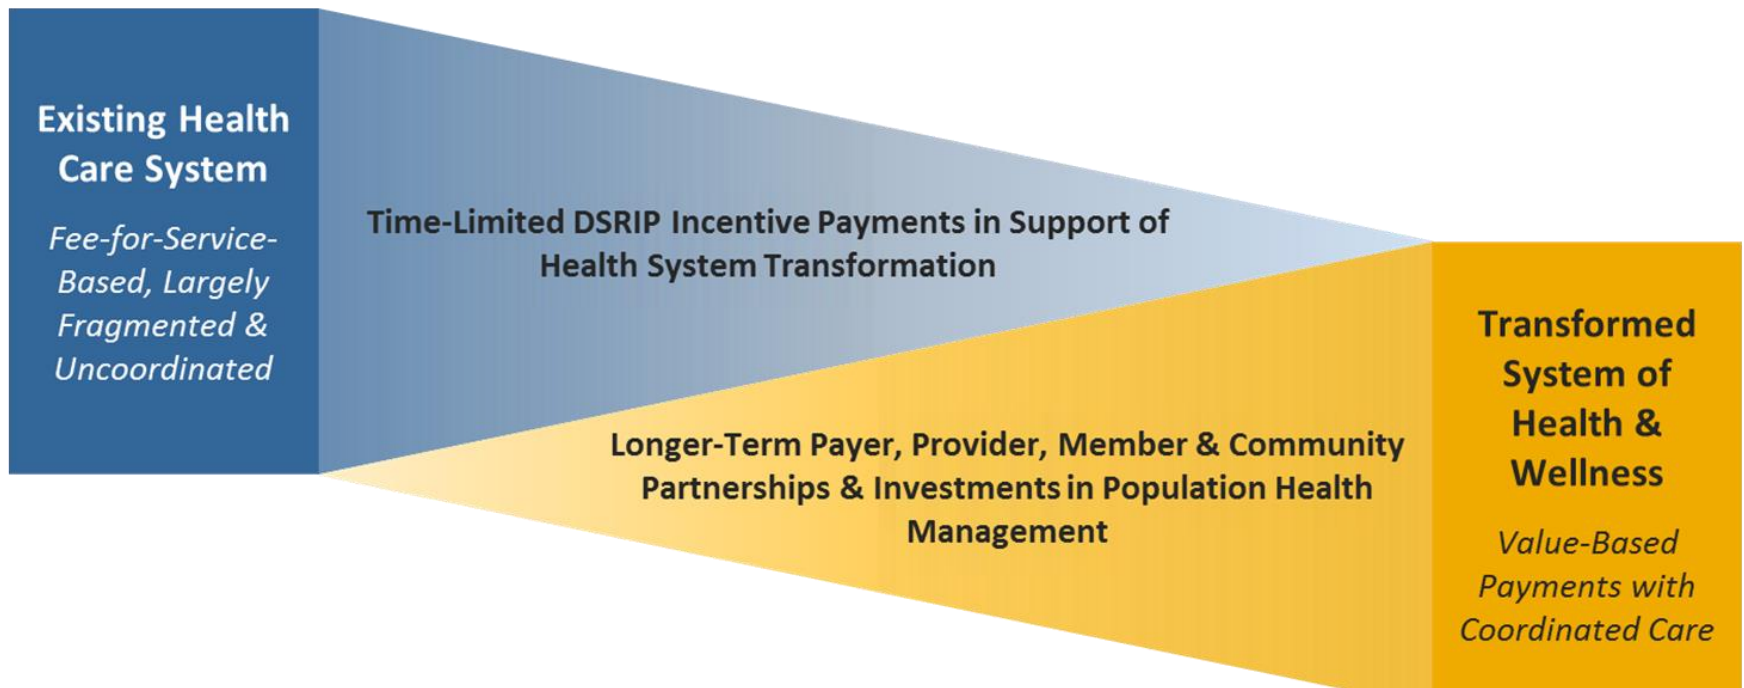 Existing Health
Care System
Fee-for-Service-
Based, Largely
Fragmented &
Uncoordinated
Time-Limited DSRIP Incentive Payments in Support of
Health System Transformation
Longer-Term Payer, Provider, Member & Community
Partnerships & Investments in Population Health
Management
Transformed
System of
Health &
Wellness
Value-Based
Payments with
Coordinated Care